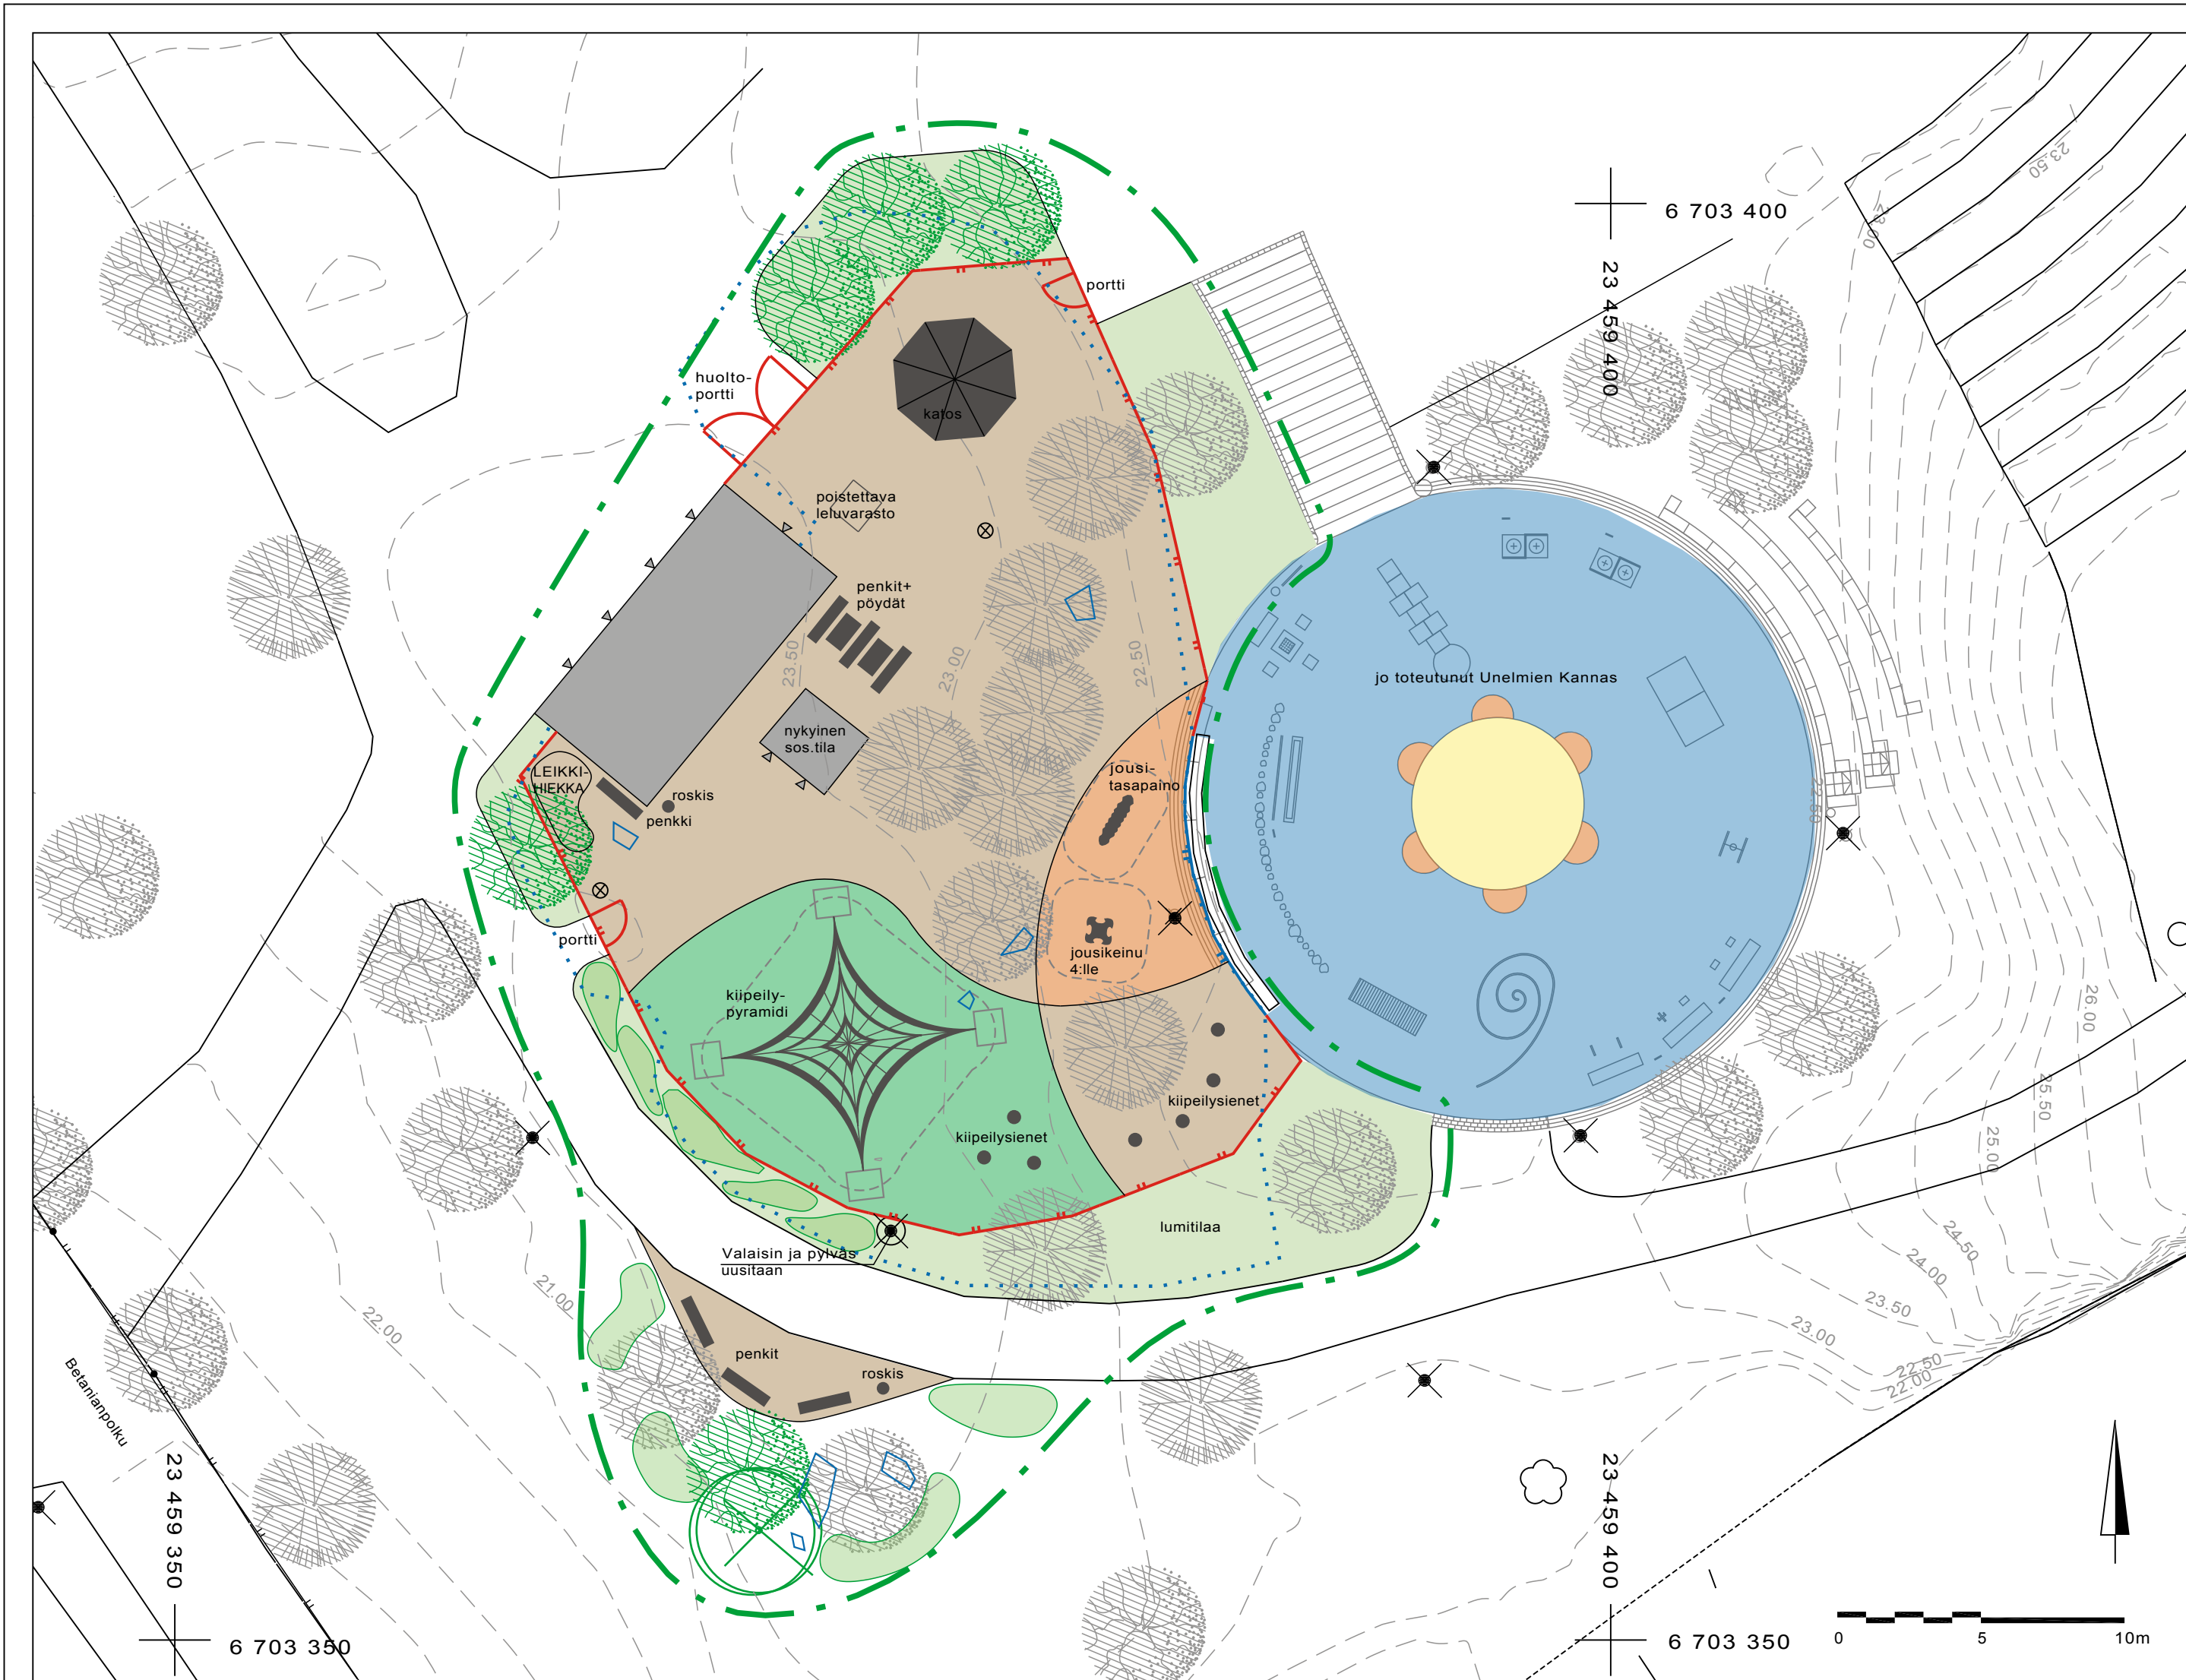 23.50
23.00
6 703 400
23 459 400
portti
huolto-
portti
katos
poistettava
leluvarasto
penkit+
pöydät
23.50
23.00
22.50
jo toteutunut Unelmien Kannas
nykyinen
sos.tila
LEIKKI-
HIEKKA
roskis
penkki
jousi-
tasapaino
22.50
portti
jousikeinu
4:lle
kiipeily-
pyramidi
26.00
25.50
25.00
kiipeilysienet
kiipeilysienet
lumitilaa
24.50
24.00
23.50
23.00
22.50
22.00
Valaisin ja pylväs
uusitaan
21.00
22.00
penkit
roskis
Betanianpolku
23 459 350
23 459 400
6 703 350
6 703 350
0 5 10m